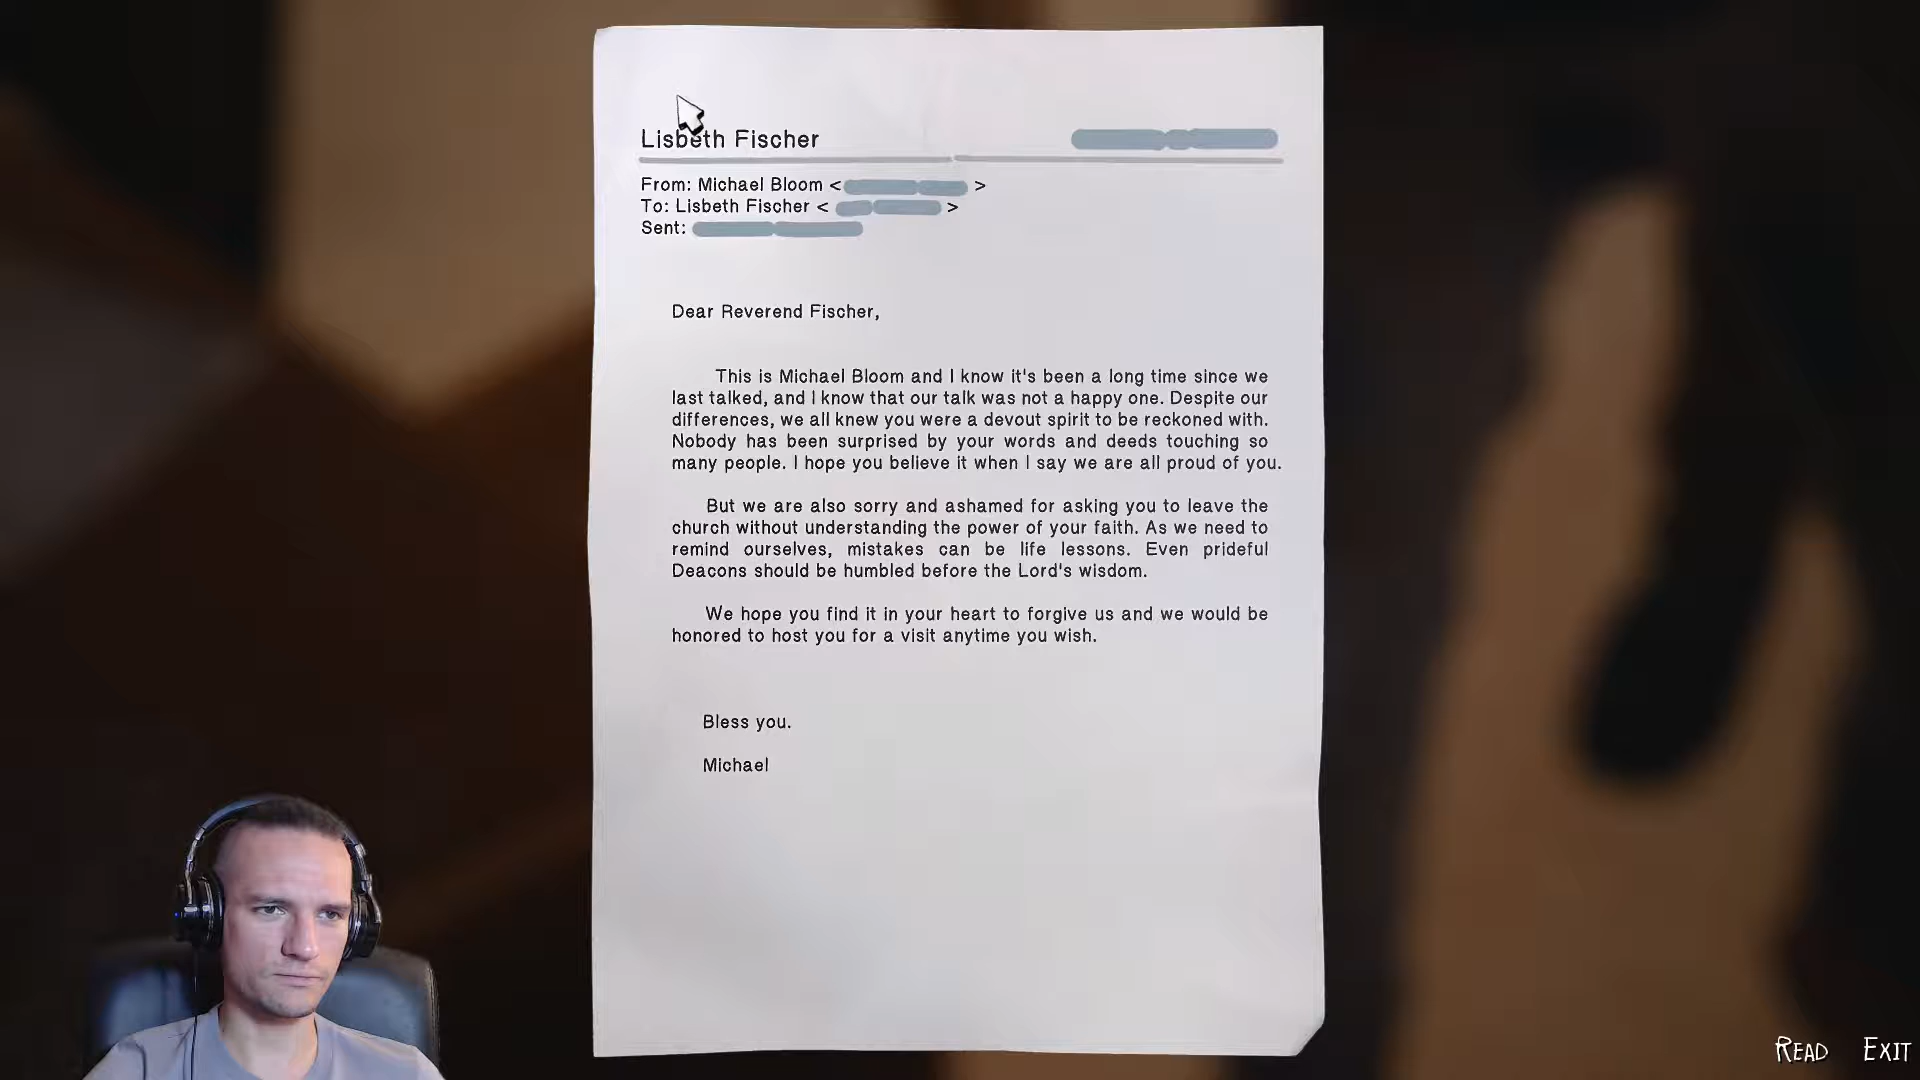 Lisbeth Fischer
From: Michael Bloom < >
To: Lisbeth Fischer < >
Sent:
Dear Reverend Fischer,
This is Michael Bloom and I know it's been a long time since we
last talked, and I know that our talk was not a happy one. Despite our
differences, we all knew you were a devout spirit to be reckoned with.
Nobody has been surprised by your words and deeds touching so
many people. I hope you believe it when I say we are all proud of you.
But we are also sorry and ashamed for asking you to leave the
church without understanding the power of your faith. As we need to
remind ourselves, mistakes can be life lessons. Even prideful
Deacons should be humbled before the Lord's wisdom.
We hope you find it in your heart to forgive us and we would be
honored to host you for a visit anytime you wish.
Bless you.
Michael
READ EXIT